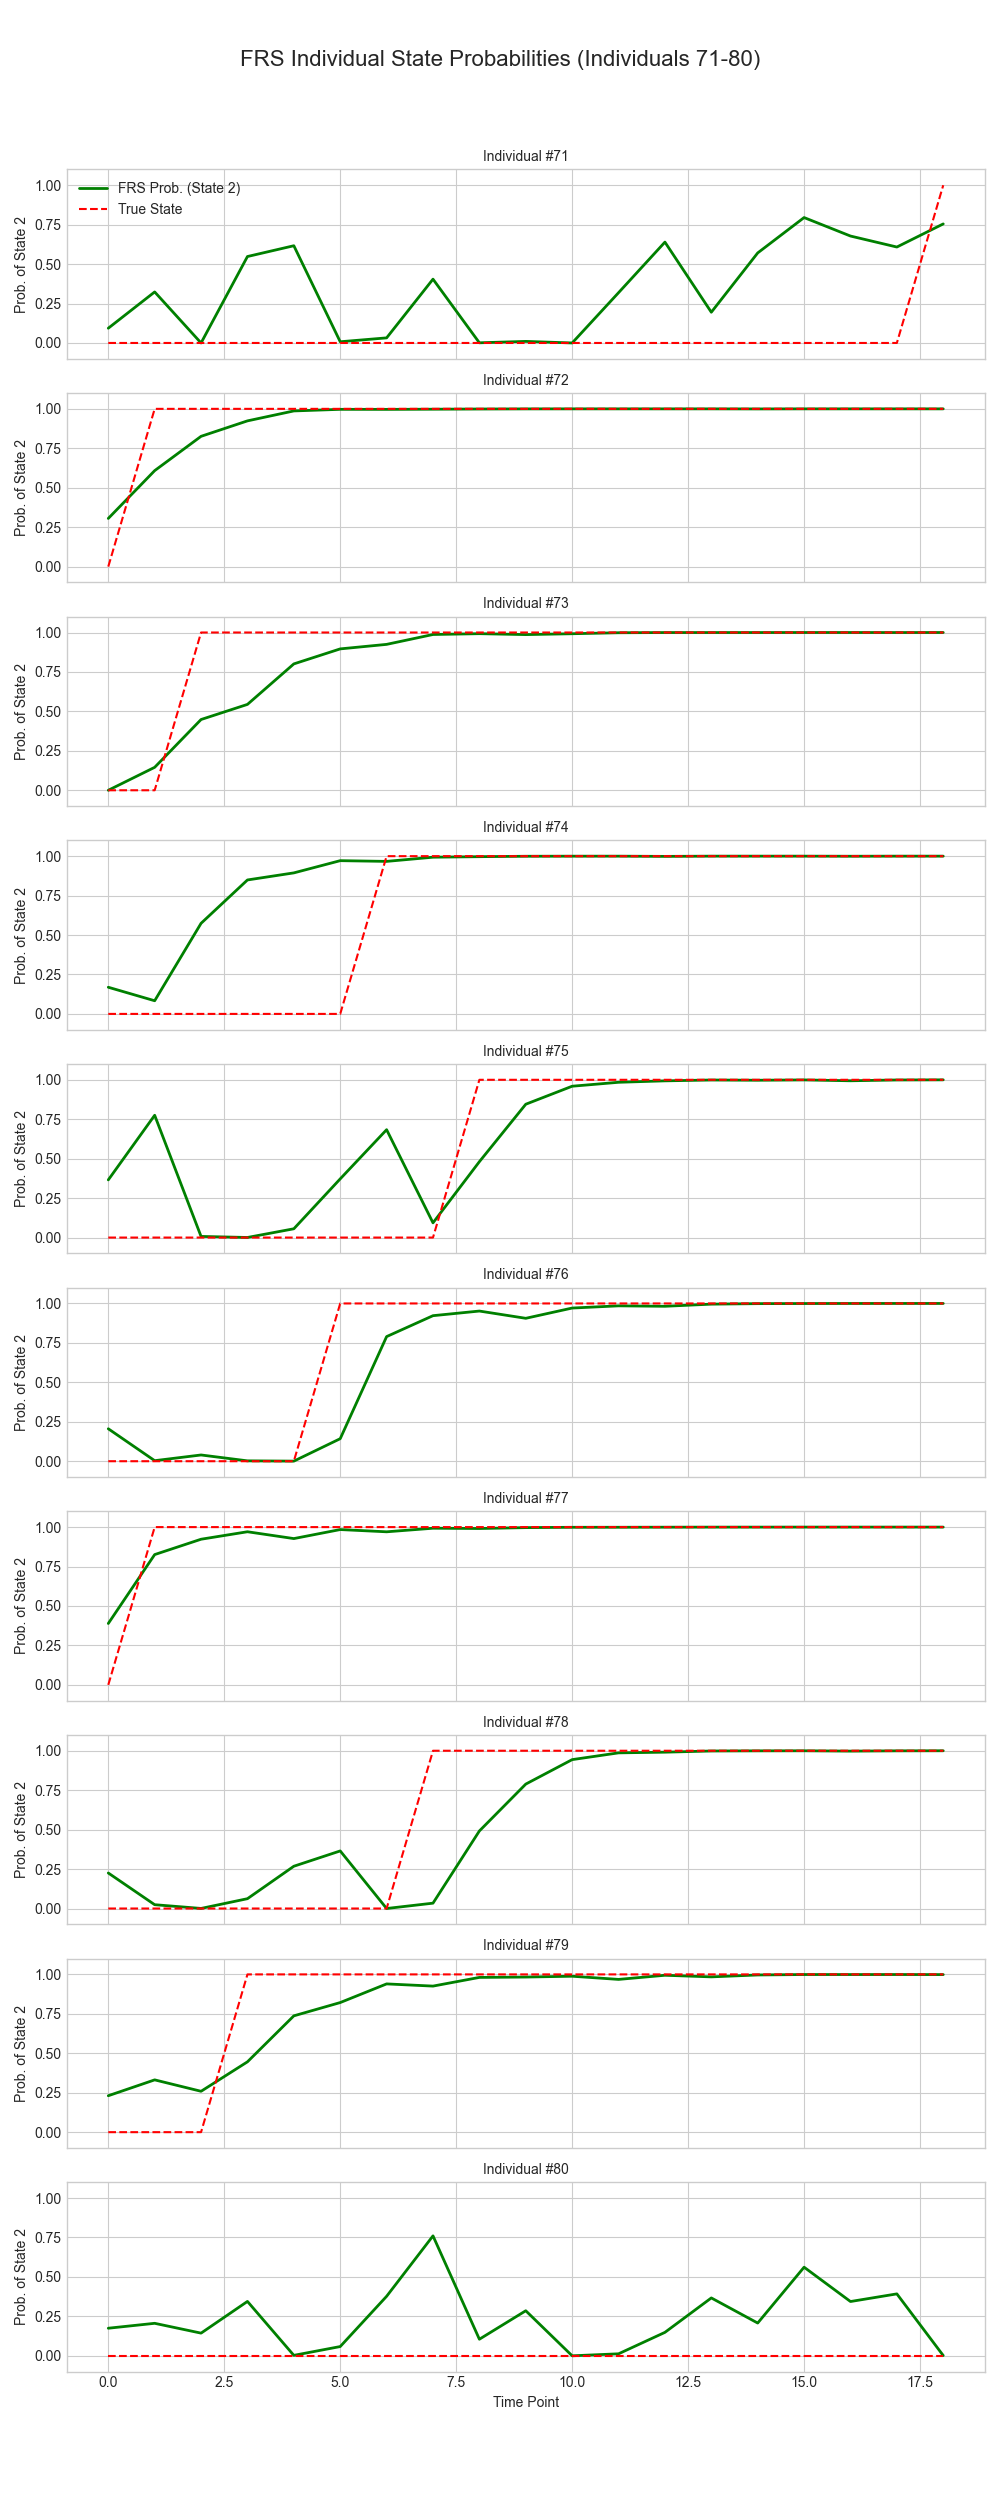 FRS Individual State Probabilities (Individuals 71-80)
Individual #71
1.00
0.75
0.50
0.25
0.00
Prob. of State 2
FRS Prob. (State 2)
True State
Individual #72
1.00
0.75
0.50
0.25
0.00
Prob. of State 2
Individual #73
1.00
0.75
0.50
0.25
0.00
Prob. of State 2
Individual #74
1.00
0.75
0.50
0.25
0.00
Prob. of State 2
Individual #75
1.00
0.75
0.50
0.25
0.00
Prob. of State 2
Individual #76
1.00
0.75
0.50
0.25
0.00
Prob. of State 2
Individual #77
1.00
0.75
0.50
0.25
0.00
Prob. of State 2
Individual #78
1.00
0.75
0.50
0.25
0.00
Prob. of State 2
Individual #79
1.00
0.75
0.50
0.25
0.00
Prob. of State 2
Individual #80
1.00
0.75
0.50
0.25
0.00
Prob. of State 2
0.0 2.5 5.0 7.5 10.0 12.5 15.0 17.5
Time Point